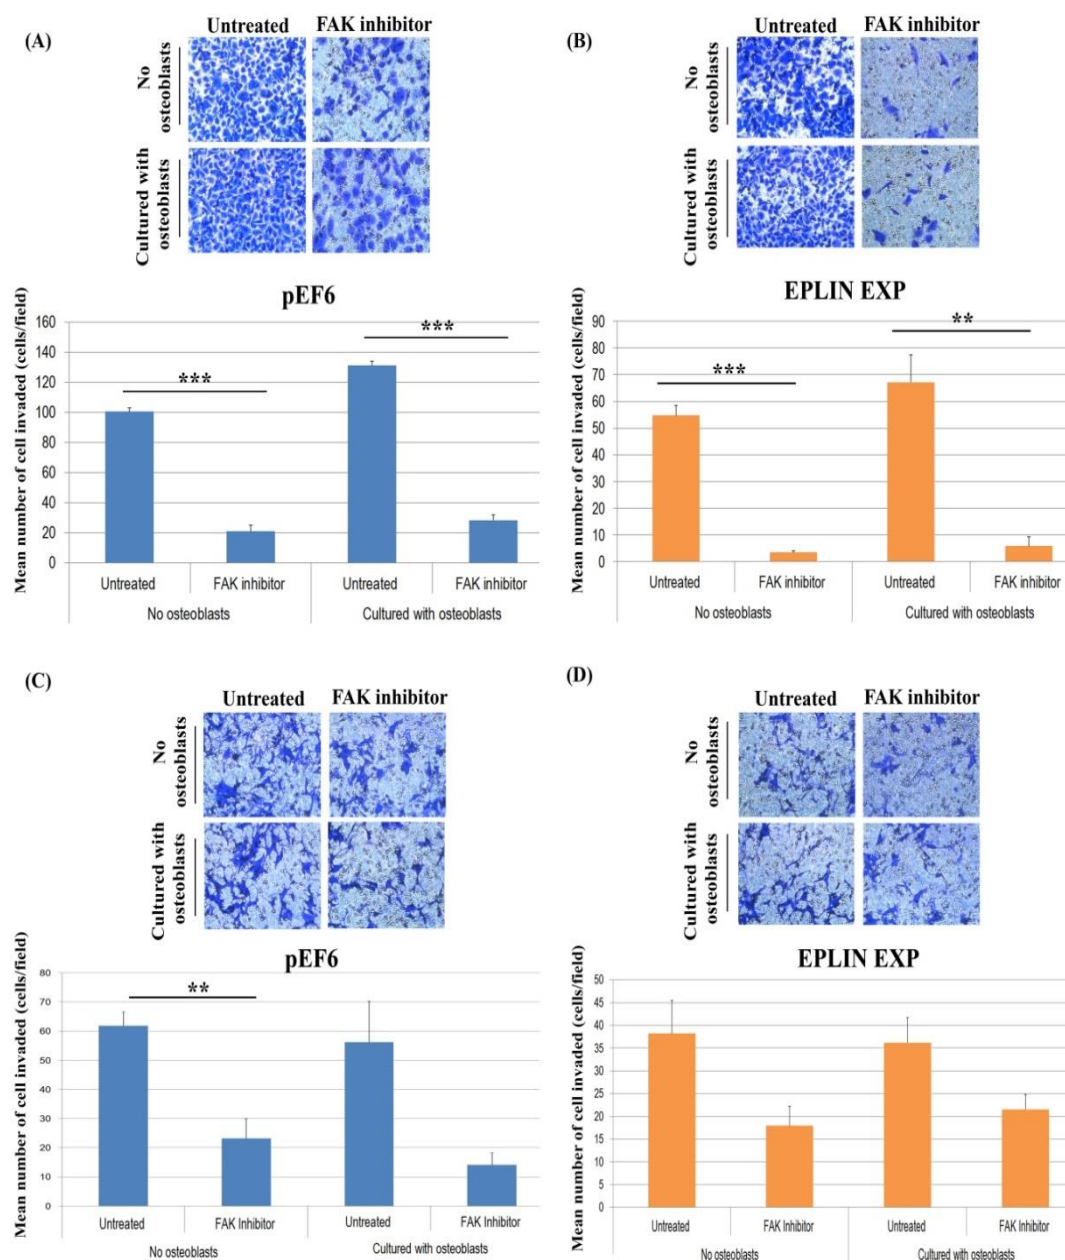 (A)
Untreated FAK inhibitor
No
osteoblasts
Cultured with
osteoblasts
pEF6
Mean number of cell invaded (cells/field)
160
140
120
100
80
60
40
20
0
***
***
Untreated FAK inhibitor Untreated FAK inhibitor
No osteoblasts Cultured with osteoblasts
(B)
Untreated FAK inhibitor
No
osteoblasts
Cultured with
osteoblasts
EPLIN EXP
Mean number of cell invaded (cells/field)
90
80
70
60
50
40
30
20
10
0
***
**
Untreated FAK inhibitor Untreated FAK inhibitor
No osteoblasts Cultured with osteoblasts
(C)
Untreated FAK inhibitor
No
osteoblasts
Cultured with
osteoblasts
pEF6
Mean number of cell invaded (cells/field)
80
70
60
50
40
30
20
10
0
**
Untreated FAK Inhibitor Untreated FAK Inhibitor
No osteoblasts Cultured with osteoblasts
(D)
Untreated FAK inhibitor
No
osteoblasts
Cultured with
osteoblasts
EPLIN EXP
Mean number of cell invaded (cells/field)
50
45
40
35
30
25
20
15
10
5
0
Untreated FAK Inhibitor Untreated FAK Inhibitor
No osteoblasts Cultured with osteoblasts